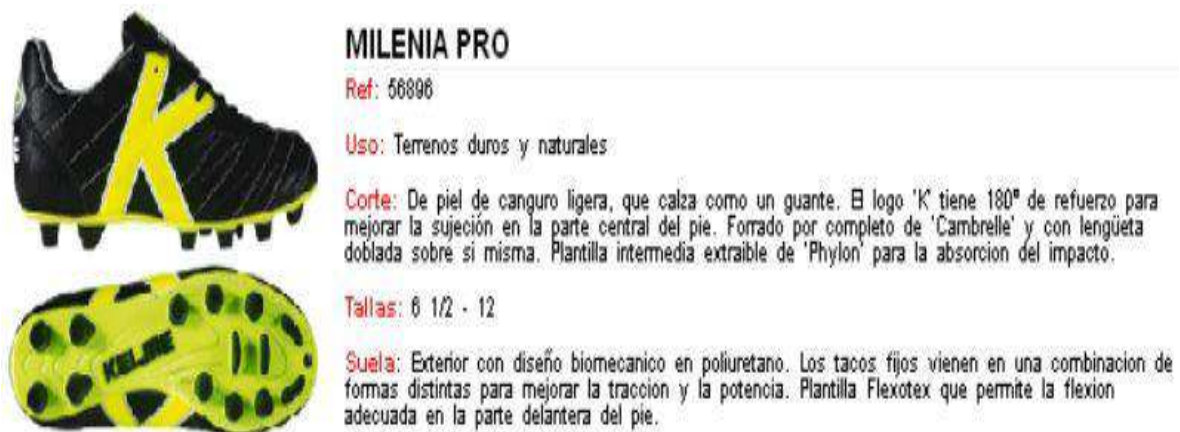 MILENIA PRO
Ref: 56896
Uso: Terrenos duros y naturales
Corte: De piel de canguro ligera, que calza como un guante. El logo 'K' tiene 180º de refuerzo para
mejorar la sujeción en la parte central del pie. Forrado por completo de 'Cambrelle' y con lengüeta
doblada sobre si misma. Plantilla intermedia extraible de 'Phylon' para la absorcion del impacto.
Tallas: 6 1/2 - 12
Suela: Exterior con diseño biomecanico en poliuretano. Los tacos fijos vienen en una combinacion de
formas distintas para mejorar la tracción y la potencia. Plantilla Flexotex que permite la flexion
adecuada en la parte delantera del pie.
K
KELME